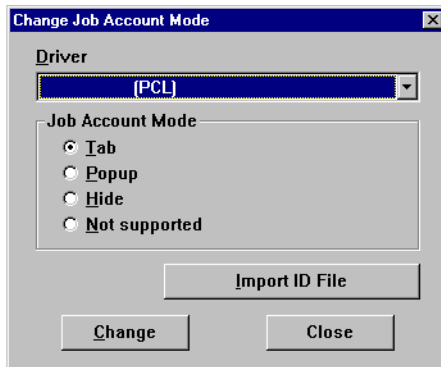 Change Job Account Mode
Driver
(PCL)
Job Account Mode
Tab
Popup
Hide
Not supported
Import ID File
Change Close